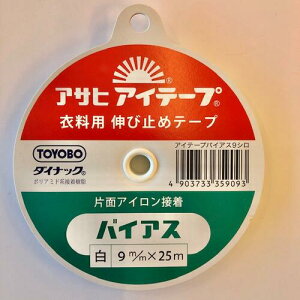 アサヒ アイテープ®
衣料用 伸び止めテープ
TOYOBO
ダイナック®
ポリアミド系接着樹脂
アイテープバイアス9シロ
4 903733 359093
片面アイロン接着
バイアス
白 9 m/m×25m